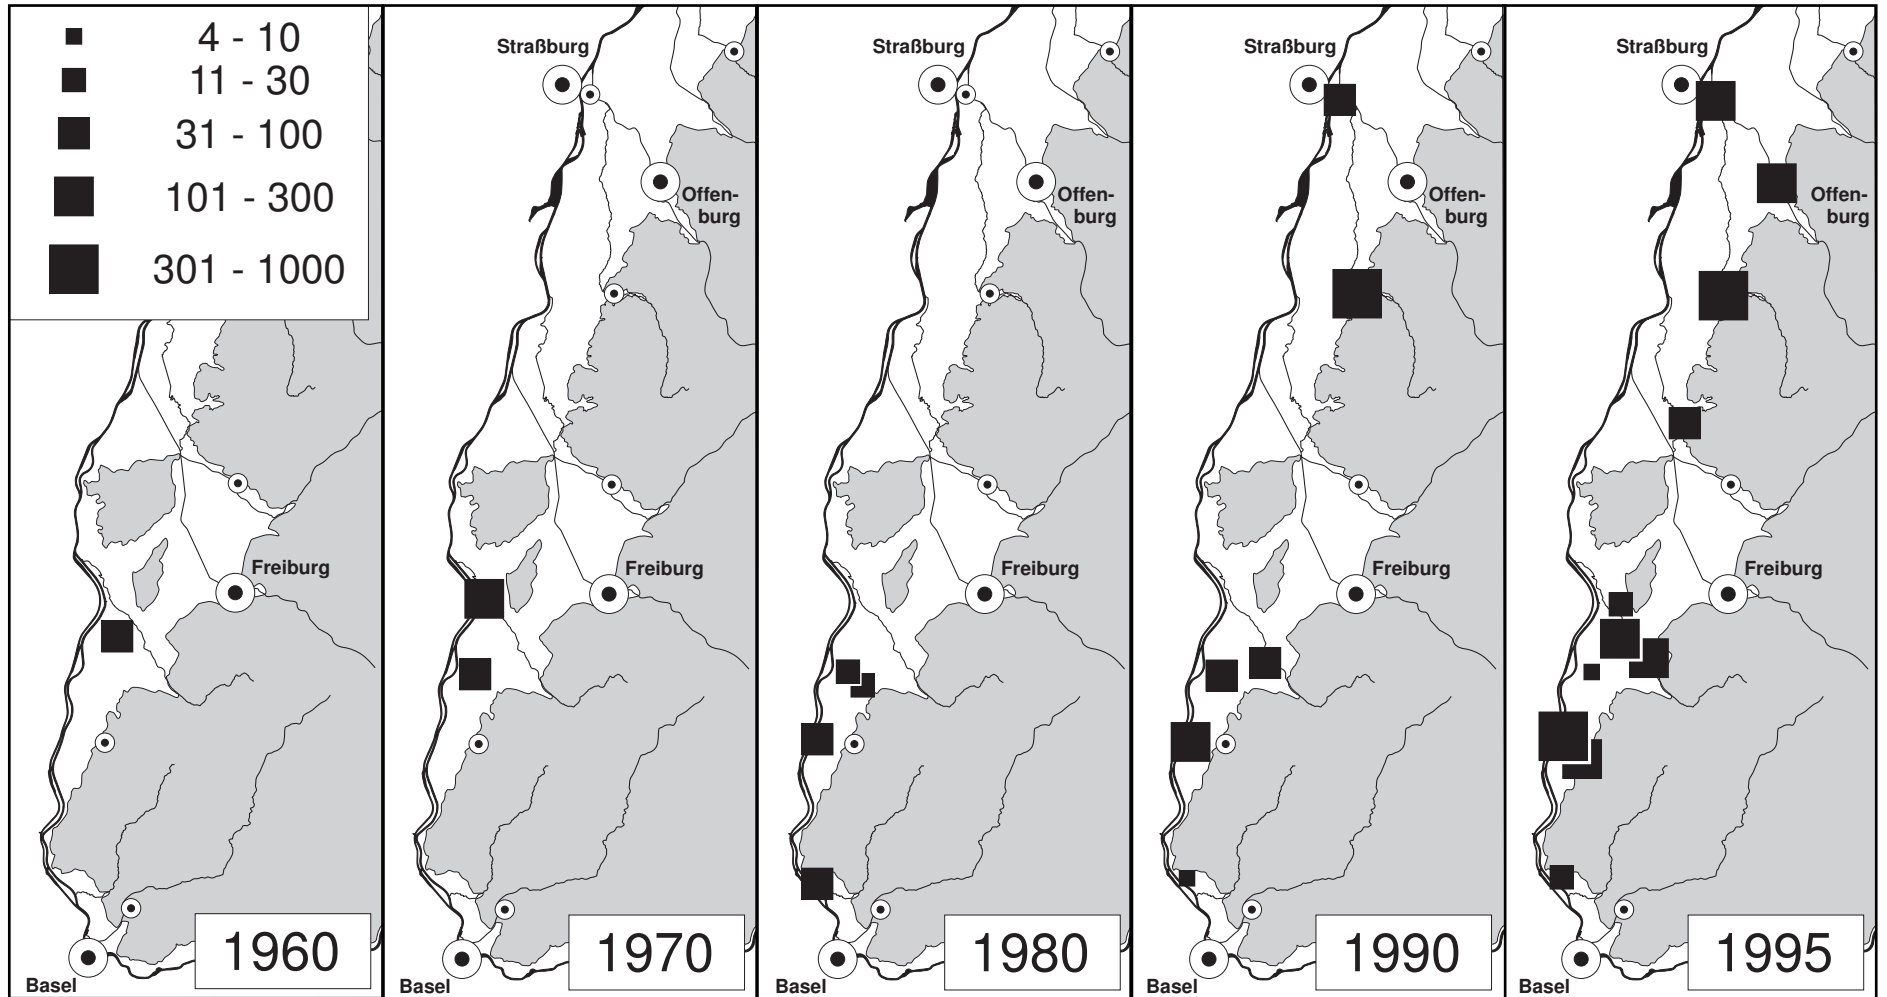 4 - 10
11 - 30
31 - 100
101 - 300
301 - 1000
Freiburg
Basel
1960
Straßburg
Offen-
burg
Freiburg
Basel
1970
Straßburg
Offen-
burg
Freiburg
Basel
1980
Straßburg
Offen-
burg
Freiburg
Basel
1990
Straßburg
Offen-
burg
Freiburg
Basel
1995